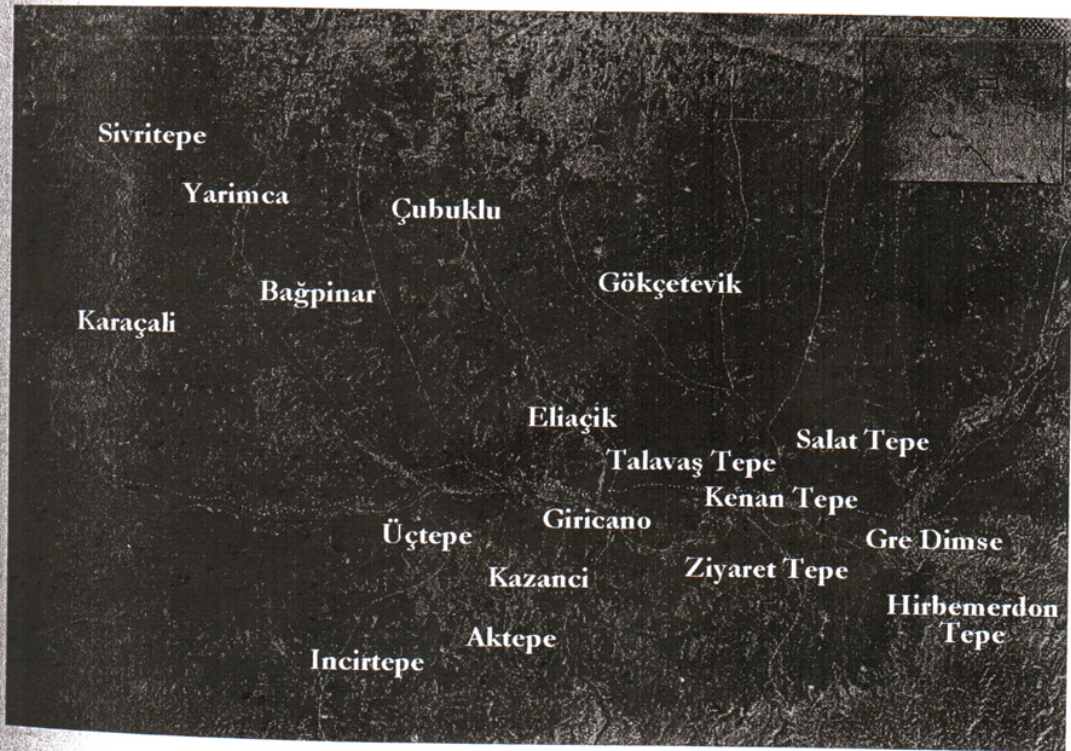 Sivritepe
Yarimca
Çubuklu
Gökçetevik
Bağpinar
Karaçali
Eliaçik
Salat Tepe
Talavaş Tepe
Kenan Tepe
Giricano
Üçtepe
Gre Dimse
Ziyaret Tepe
Kazanci
Hirbemerdon
Tepe
Aktepe
Incirtepe